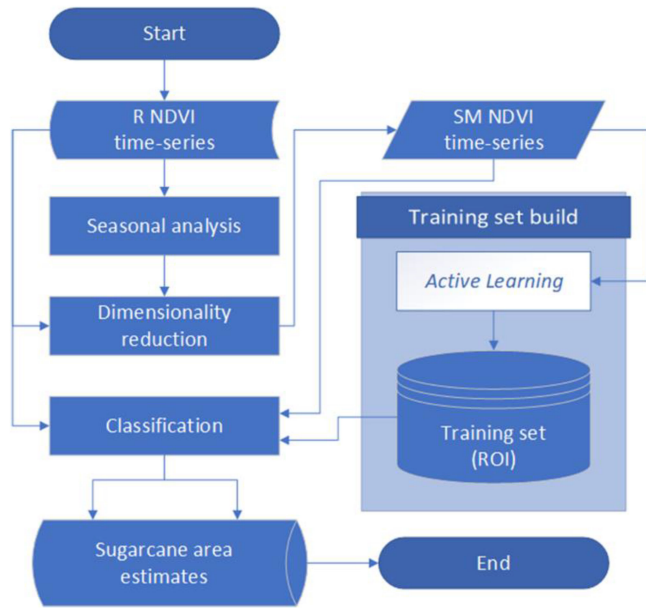 Start
R NDVI
time-series
SM NDVI
time-series
Seasonal analysis
Training set build
Active Learning
Dimensionality
reduction
Classification
Training set
(ROI)
Sugarcane area
estimates
End